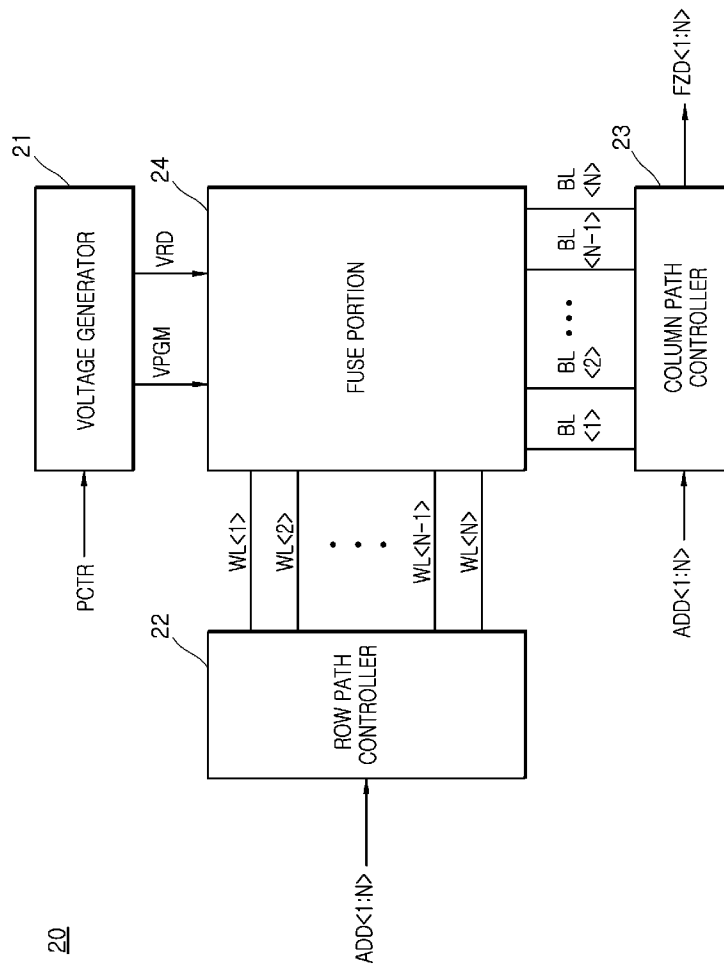 20
21
PCTR
VOLTAGE GENERATOR
VPGM
VRD
22
24
ADD<1:N>
ROW PATH
CONTROLLER
WL<1>
WL<2>
• • •
WL<N-1>
WL<N>
FUSE PORTION
BL
<1>
BL
<2>
• • •
BL
<N-1>
BL
<N>
23
ADD<1:N>
COLUMN PATH
CONTROLLER
FZD<1:N>